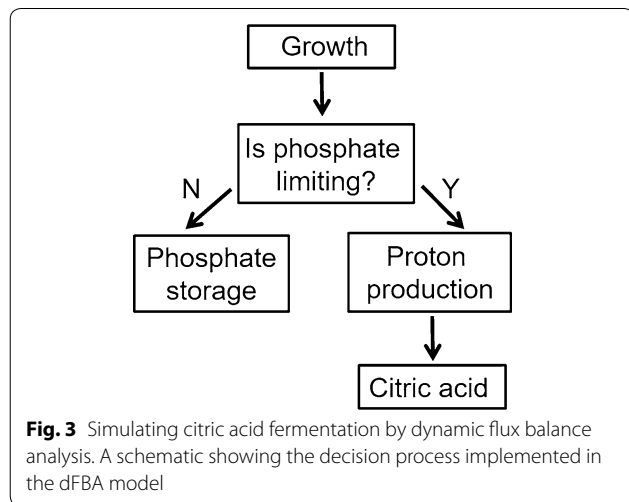 Growth
Is phosphate
limiting?
N
Y
Phosphate
storage
Proton
production
Citric acid
Fig. 3 Simulating citric acid fermentation by dynamic flux balance
analysis. A schematic showing the decision process implemented in
the dFBA model